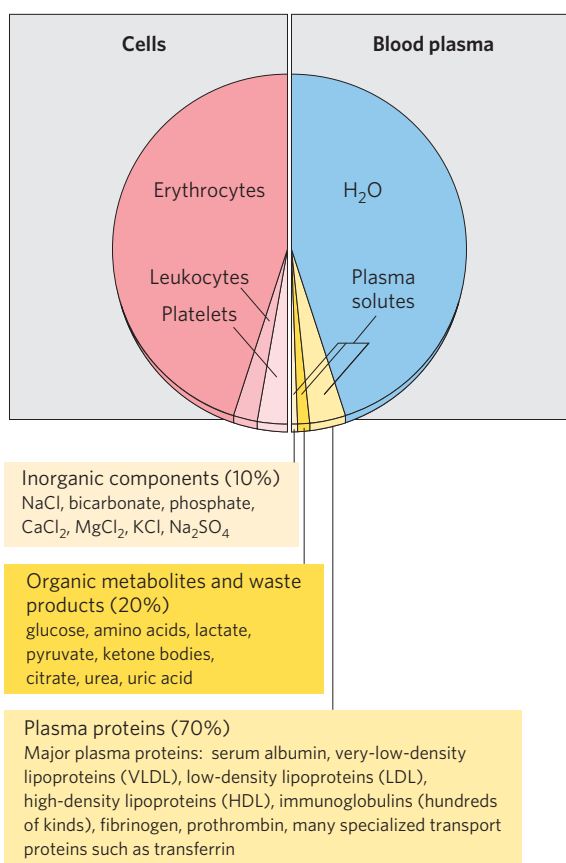 Cells
Blood plasma
Erythrocytes
H₂O
Leukocytes
Platelets
Plasma
solutes
Inorganic components (10%)
NaCl, bicarbonate, phosphate,
CaCl₂, MgCl₂, KCl, Na₂SO₄
Organic metabolites and waste
products (20%)
glucose, amino acids, lactate,
pyruvate, ketone bodies,
citrate, urea, uric acid
Plasma proteins (70%)
Major plasma proteins: serum albumin, very-low-density
lipoproteins (VLDL), low-density lipoproteins (LDL),
high-density lipoproteins (HDL), immunoglobulins (hundreds
of kinds), fibrinogen, prothrombin, many specialized transport
proteins such as transferrin